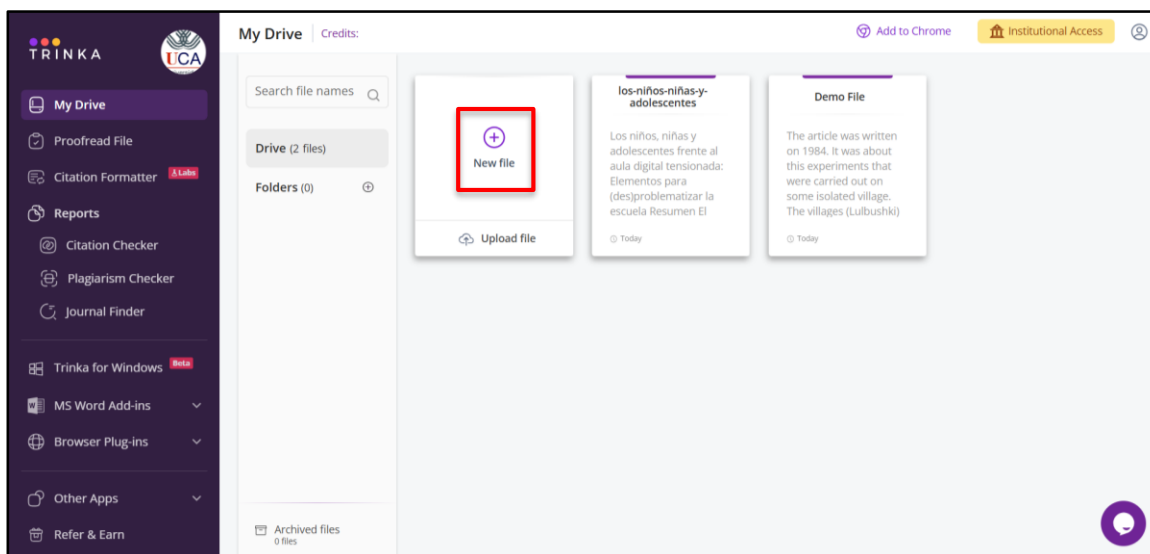 TRINKA
UCA
My Drive
Proofread File
Citation Formatter Labs
Reports
Citation Checker
Plagiarism Checker
Journal Finder
Trinka for Windows Beta
MS Word Add-ins
Browser Plug-ins
Other Apps
Refer & Earn
My Drive Credits:
Add to Chrome
Institutional Access
Search file names
Drive (2 files)
Folders (0)
Archived files
0 files
New file
Upload file
los-niños-niñas-y-
adolescentes
Los niños, niñas y
adolescentes frente al
aula digital tensionada:
Elementos para
(des)problematizar la
escuela Resumen El
Today
Demo File
The article was written
on 1984. It was about
this experiments that
were carried out on
some isolated village.
The villages (Lulbushki)
Today